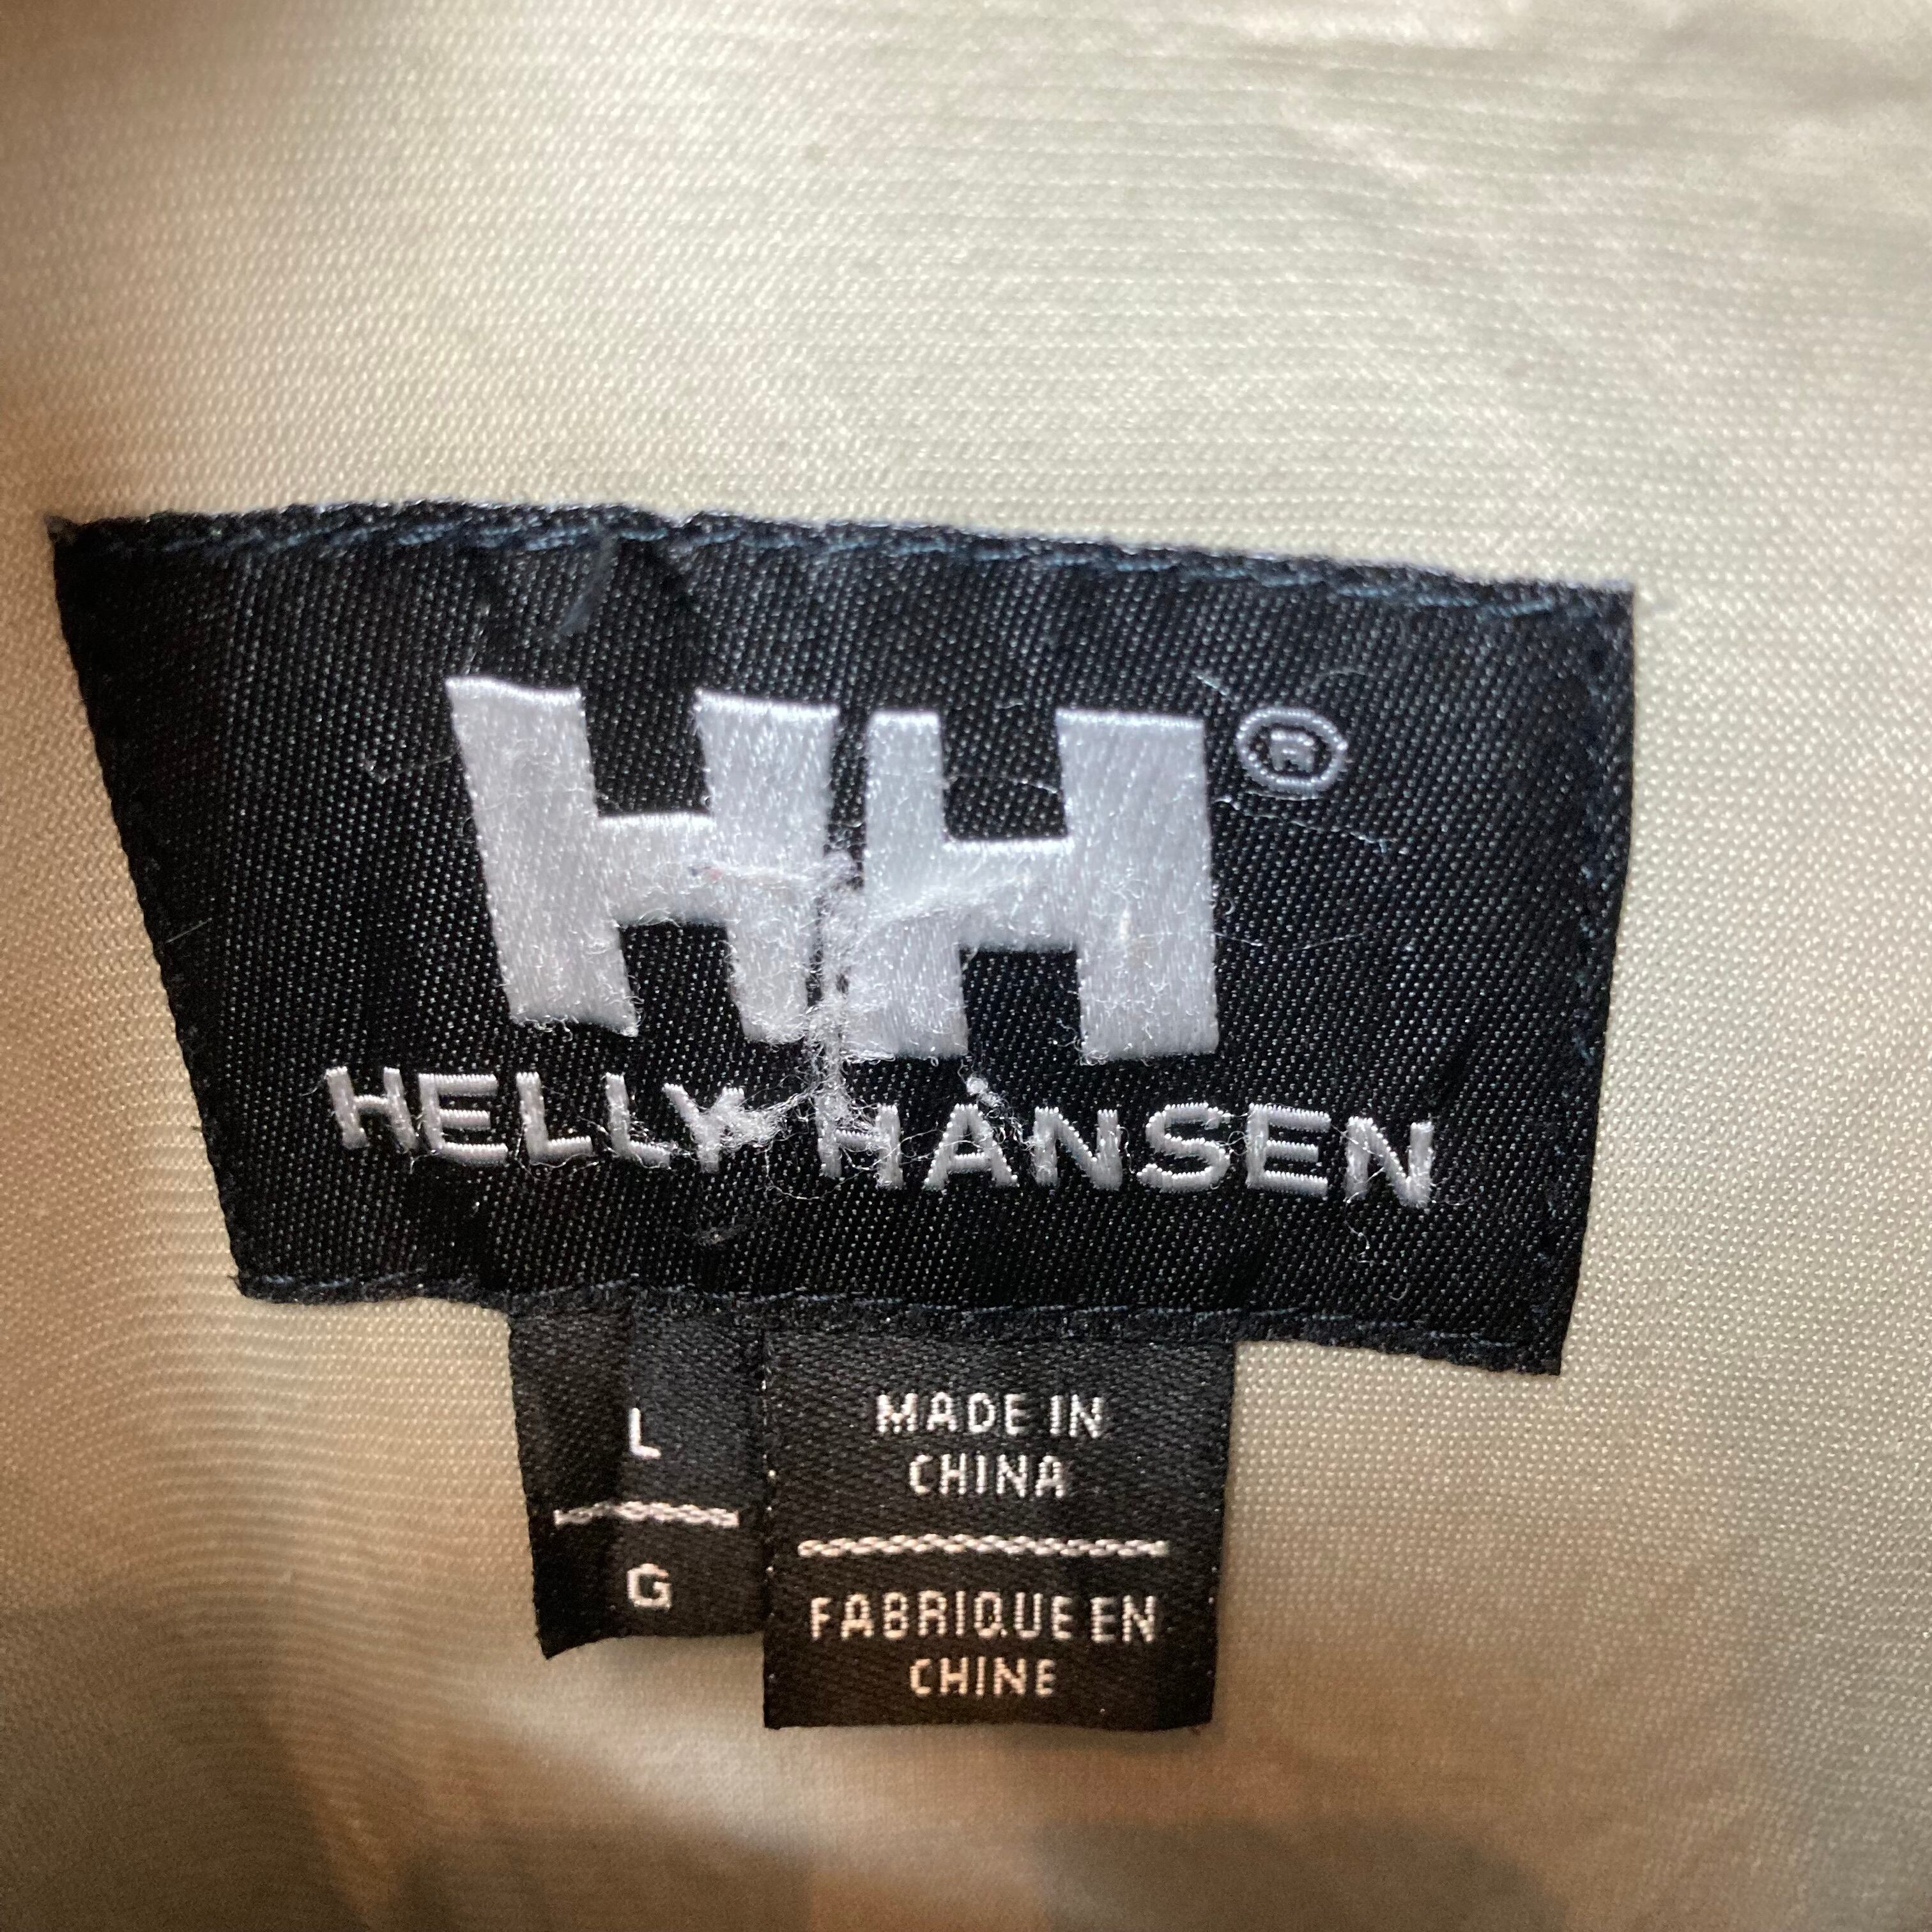 HH®
HELLY HANSEN
L
G
MADE IN
CHINA
FABRIQUE EN
CHINE